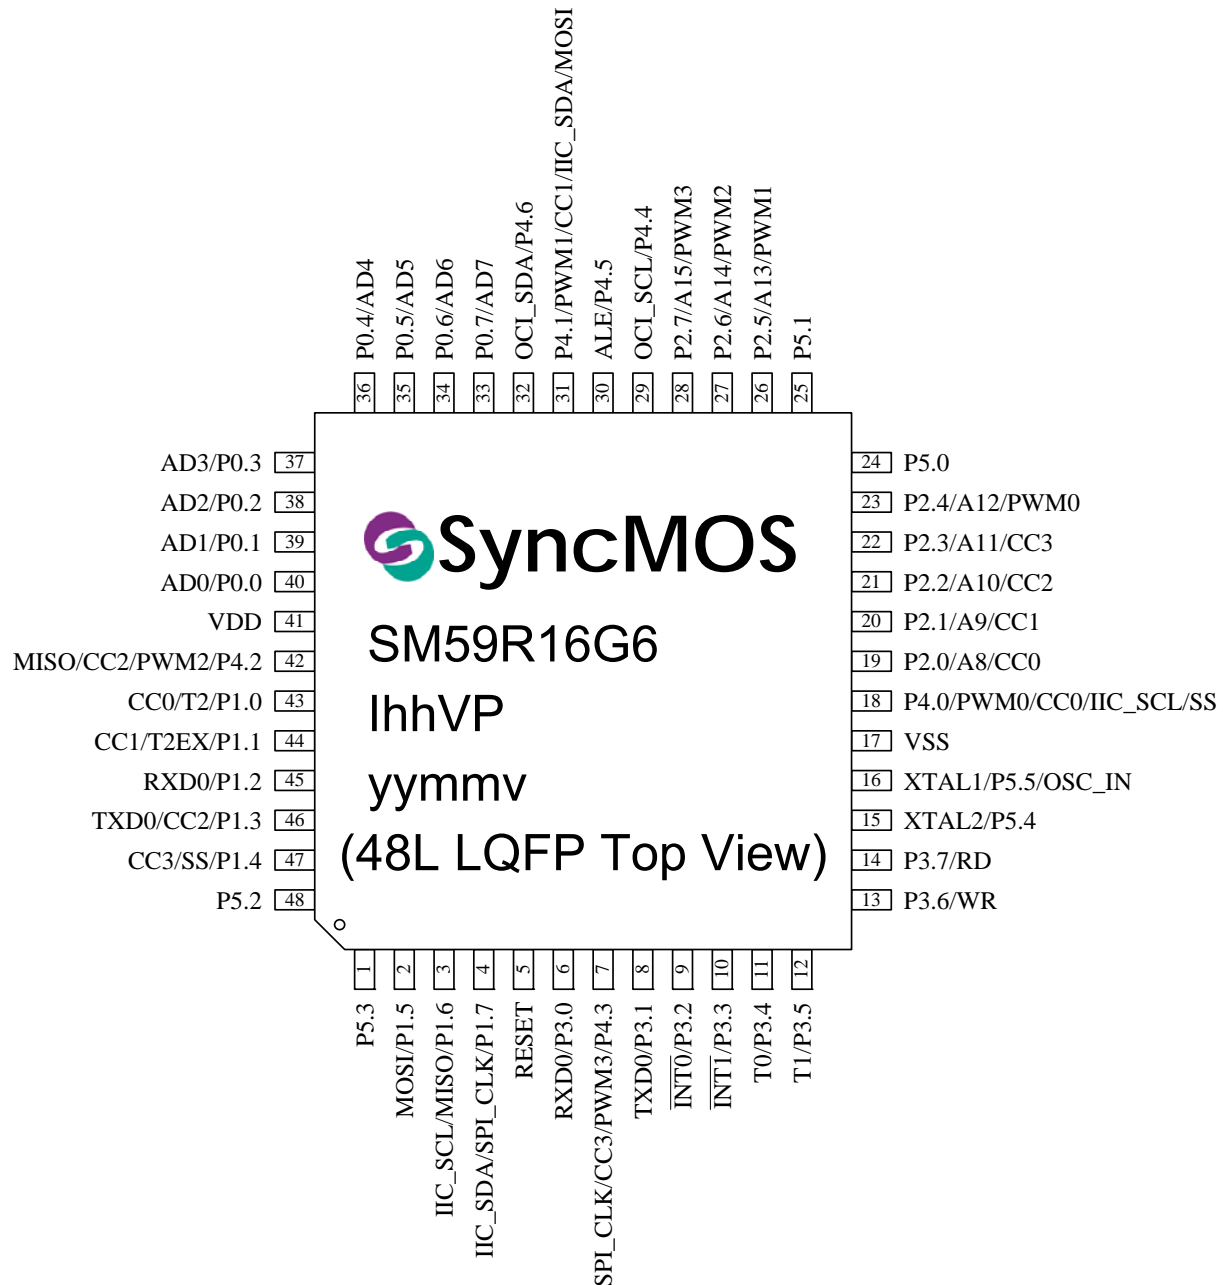 P0.4/AD4
P0.5/AD5
P0.6/AD6
P0.7/AD7
OCI_SDA/P4.6
P4.1/PWM1/CC1/IIC_SDA/MOSI
ALE/P4.5
OCI_SCL/P4.4
P2.7/A15/PWM3
P2.6/A14/PWM2
P2.5/A13/PWM1
P5.1
36 35 34 33 32 31 30 29 28 27 26 25
AD3/P0.3 37
AD2/P0.2 38
AD1/P0.1 39
AD0/P0.0 40
VDD 41
MISO/CC2/PWM2/P4.2 42
CC0/T2/P1.0 43
CC1/T2EX/P1.1 44
RXD0/P1.2 45
TXD0/CC2/P1.3 46
CC3/SS/P1.4 47
P5.2 48
SyncMOS
SM59R16G6
IhhVP
yymmv
(48L LQFP Top View)
24 P5.0
23 P2.4/A12/PWM0
22 P2.3/A11/CC3
21 P2.2/A10/CC2
20 P2.1/A9/CC1
19 P2.0/A8/CC0
18 P4.0/PWM0/CC0/IIC_SCL/SS
17 VSS
16 XTAL1/P5.5/OSC_IN
15 XTAL2/P5.4
14 P3.7/RD
13 P3.6/WR
1 2 3 4 5 6 7 8 9 10 11 12
P5.3
MOSI/P1.5
IIC_SCL/MISO/P1.6
IIC_SDA/SPI_CLK/P1.7
RESET
RXD0/P3.0
SPI_CLK/CC3/PWM3/P4.3
TXD0/P3.1
I̅N̅T̅0̅/P3.2
I̅N̅T̅1̅/P3.3
T0/P3.4
T1/P3.5